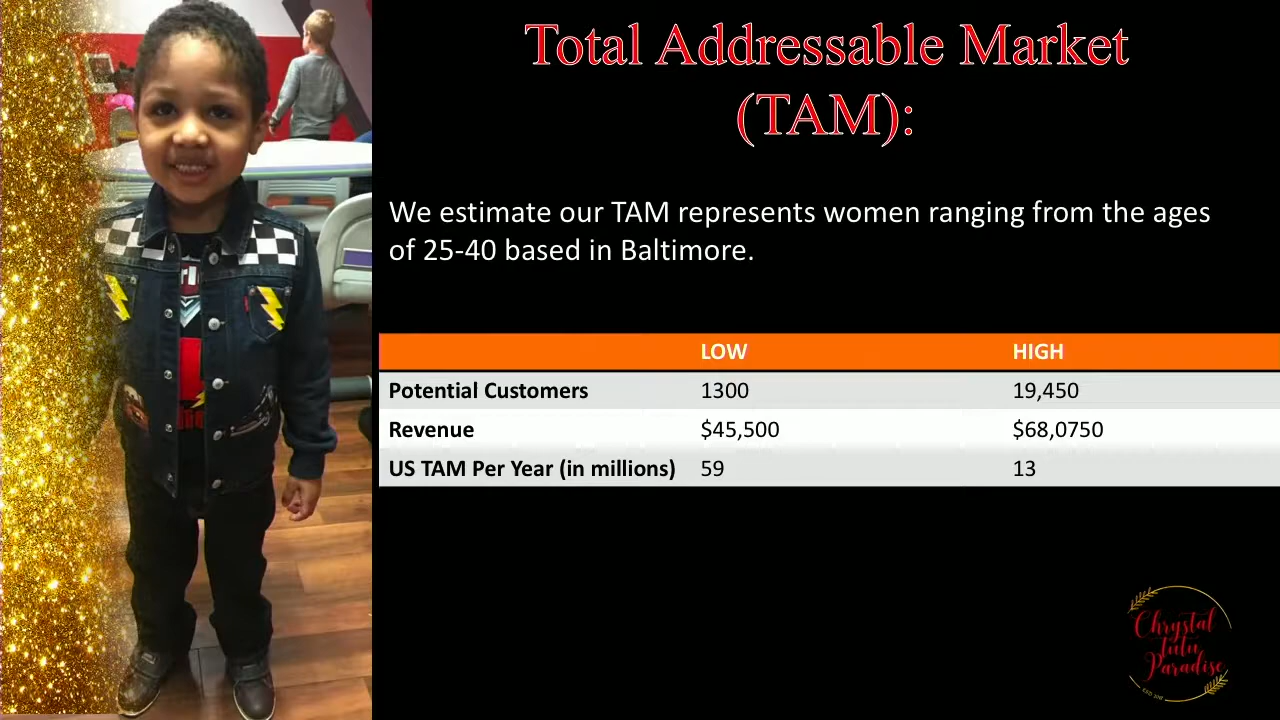 Total Addressable Market
(TAM):
We estimate our TAM represents women ranging from the ages
of 25-40 based in Baltimore.
LOW HIGH
Potential Customers 1300 19,450
Revenue $45,500 $68,0750
US TAM Per Year (in millions) 59 13
Chrystal
Tutu
Paradise